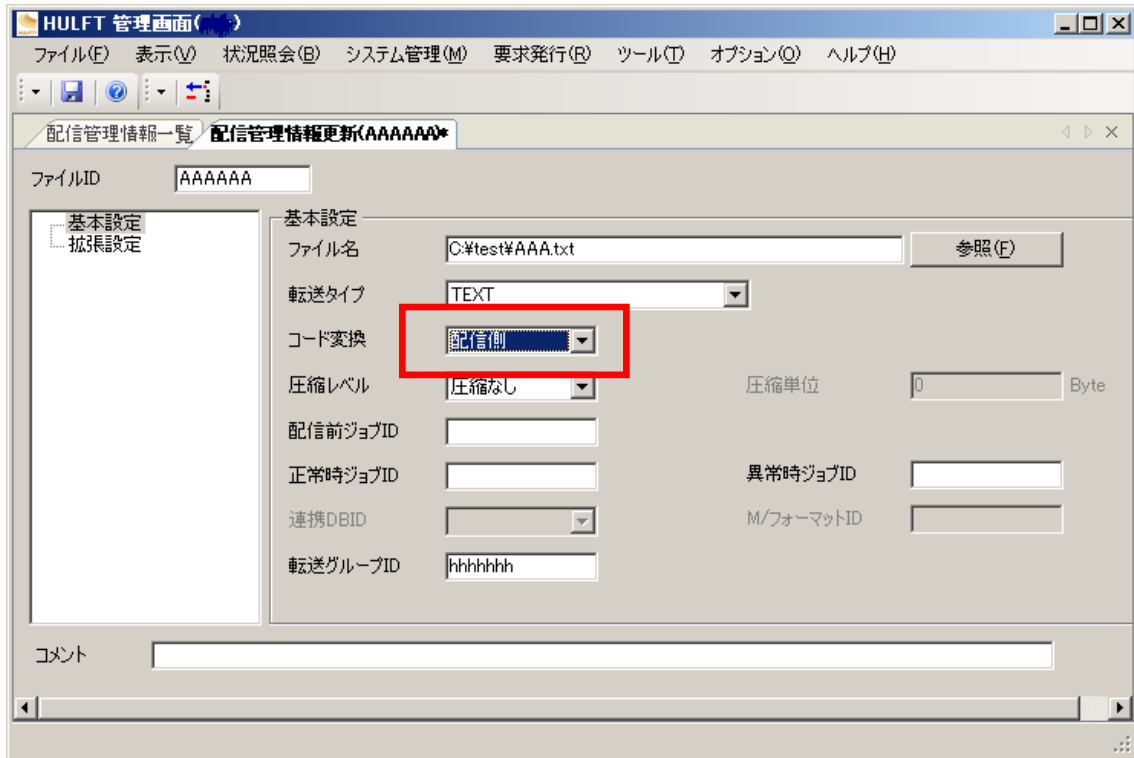 HULFT 管理画面( )
ファイル(F) 表示(V) 状況照会(B) システム管理(M) 要求発行(R) ツール(T) オプション(O) ヘルプ(H)
配信管理情報一覧 配信管理情報更新(AAAAAA)*
ファイルID AAAAAA
基本設定
拡張設定
基本設定
ファイル名 C:¥test¥AAA.txt 参照(F)
転送タイプ TEXT
コード変換 配信側
圧縮レベル 圧縮なし 圧縮単位 0 Byte
配信前ジョブID
正常時ジョブID 異常時ジョブID
連携DBID M/フォーマットID
転送グループID hhhhhhh
コメント